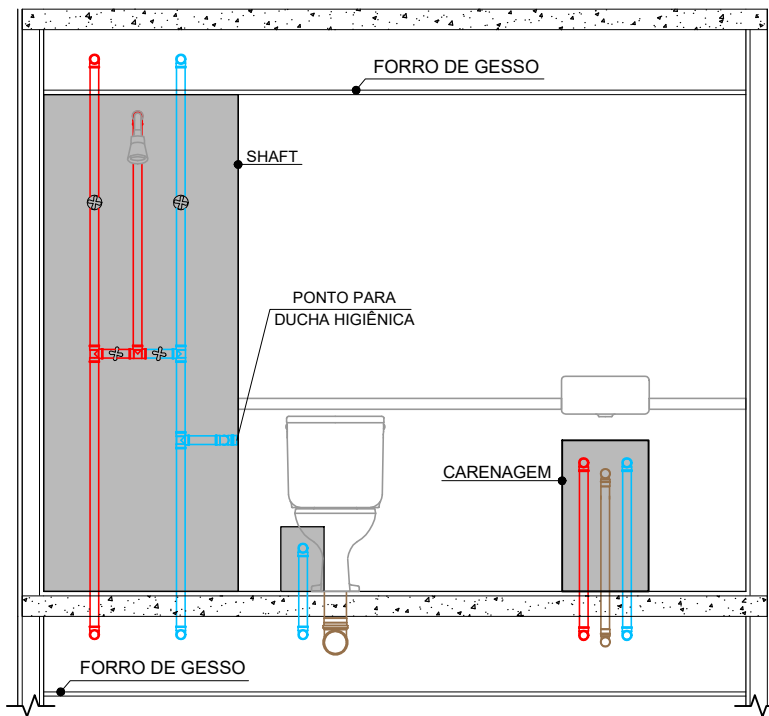 FORRO DE GESSO
SHAFT
PONTO PARA
DUCHA HIGIÊNICA
CARENAGEM
FORRO DE GESSO